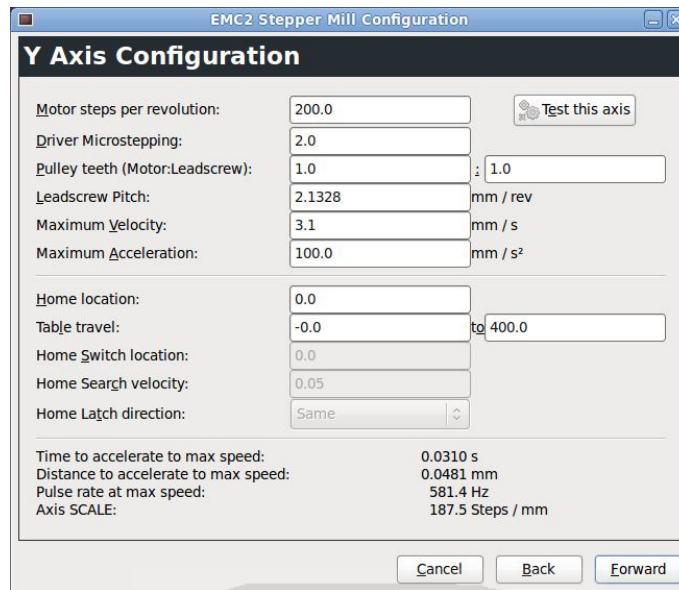 EMC2 Stepper Mill Configuration
Y Axis Configuration
Motor steps per revolution: 200.0 Test this axis
Driver Microstepping: 2.0
Pulley teeth (Motor:Leadscrew): 1.0 : 1.0
Leadscrew Pitch: 2.1328 mm / rev
Maximum Velocity: 3.1 mm / s
Maximum Acceleration: 100.0 mm / s²
Home location: 0.0
Table travel: -0.0 to 400.0
Home Switch location: 0.0
Home Search velocity: 0.05
Home Latch direction: Same
Time to accelerate to max speed: 0.0310 s
Distance to accelerate to max speed: 0.0481 mm
Pulse rate at max speed: 581.4 Hz
Axis SCALE: 187.5 Steps / mm
Cancel Back Forward